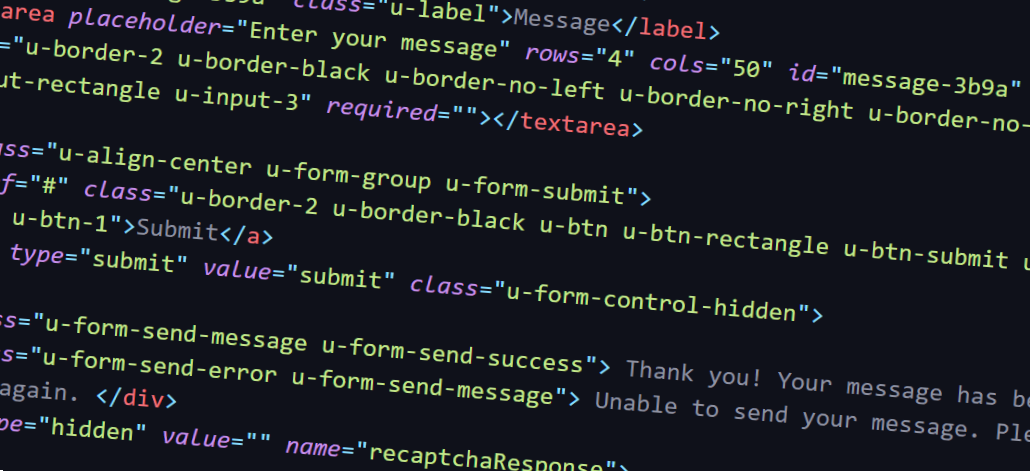 class="u-label">Message</label>
area placeholder="Enter your message" rows="4" cols="50" id="message-3b9a"
="u-border-2 u-border-black u-border-no-left u-border-no-right u-border-no-
ut-rectangle u-input-3" required=""></textarea>
ass="u-align-center u-form-group u-form-submit">
f="#" class="u-border-2 u-border-black u-btn u-btn-rectangle u-btn-submit u
u-btn-1">Submit</a>
type="submit" value="submit" class="u-form-control-hidden">
ss="u-form-send-message u-form-send-success"> Thank you! Your message has be
s="u-form-send-error u-form-send-message"> Unable to send your message. Ple
again. </div>
pe="hidden" value="" name="recaptchaResponse">